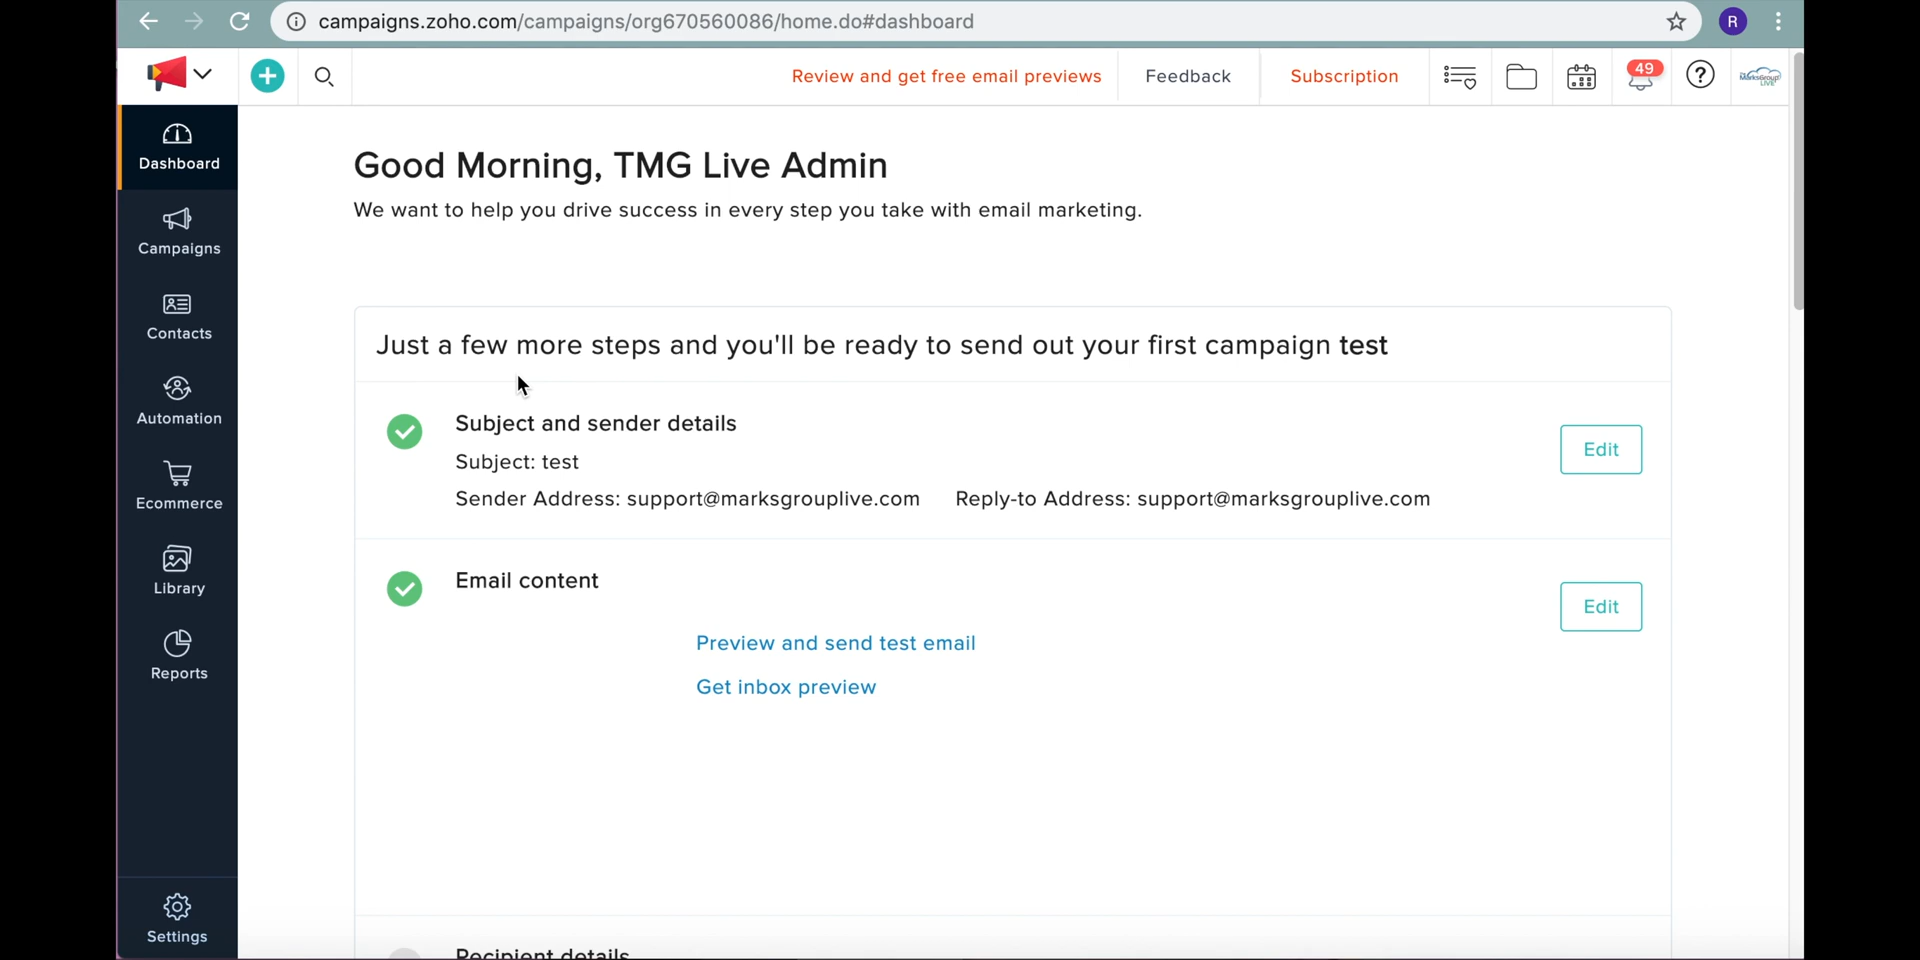 campaigns.zoho.com/campaigns/org670560086/home.do#dashboard
R
Review and get free email previews
Feedback
Subscription
49
MarksGroup
LIVE
Dashboard
Campaigns
Contacts
Automation
Ecommerce
Library
Reports
Settings
Good Morning, TMG Live Admin
We want to help you drive success in every step you take with email marketing.
Just a few more steps and you'll be ready to send out your first campaign test
Subject and sender details
Subject: test
Sender Address: support@marksgrouplive.com Reply-to Address: support@marksgrouplive.com
Edit
Email content
Edit
Preview and send test email
Get inbox preview
Recipient details